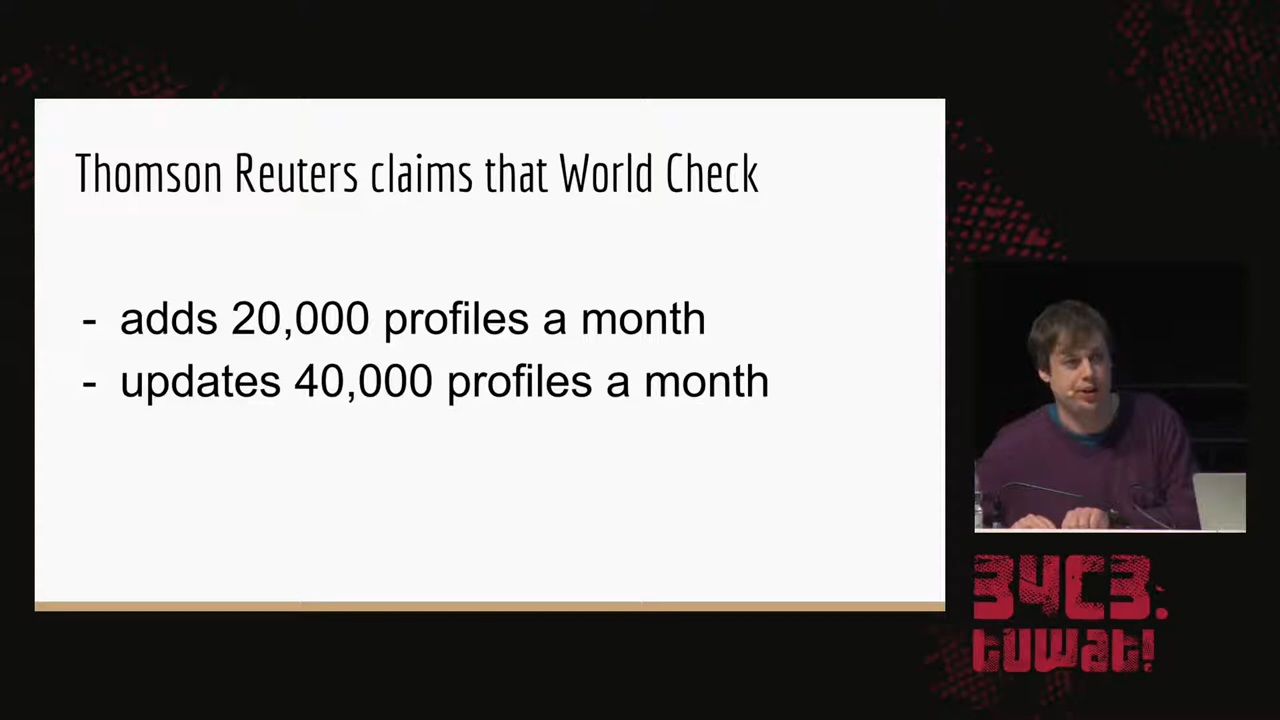 Thomson Reuters claims that World Check
- adds 20,000 profiles a month
- updates 40,000 profiles a month
34C3.
tuwat!